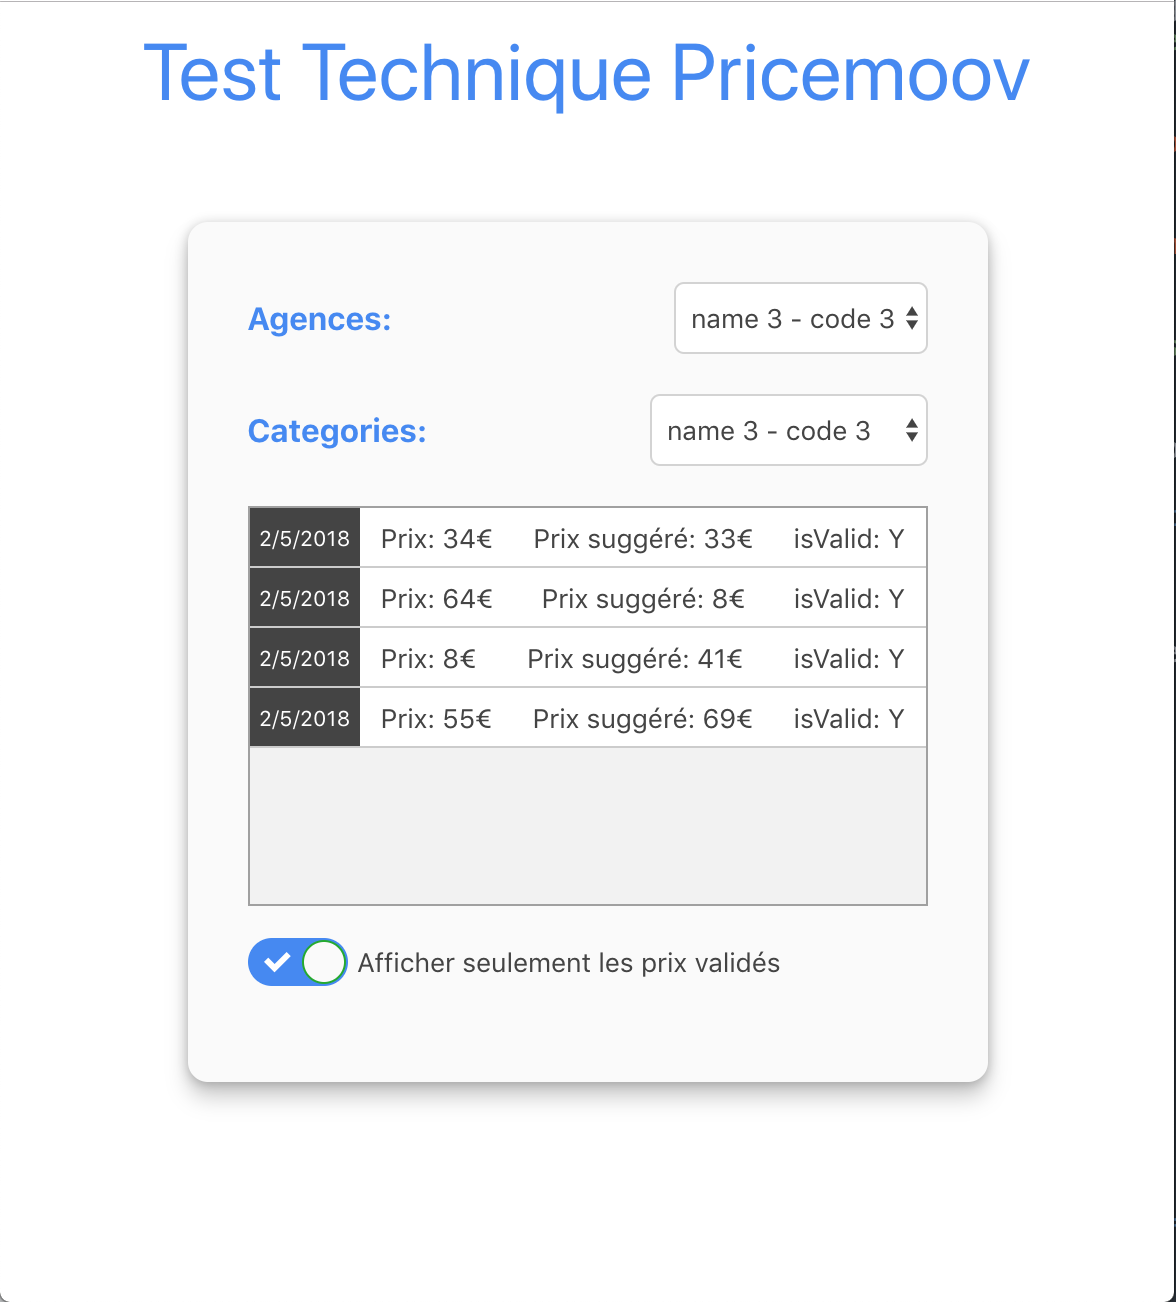 Test Technique Pricemoov
Agences: name 3 - code 3
Categories: name 3 - code 3
2/5/2018 Prix: 34€ Prix suggéré: 33€ isValid: Y
2/5/2018 Prix: 64€ Prix suggéré: 8€ isValid: Y
2/5/2018 Prix: 8€ Prix suggéré: 41€ isValid: Y
2/5/2018 Prix: 55€ Prix suggéré: 69€ isValid: Y
Afficher seulement les prix validés